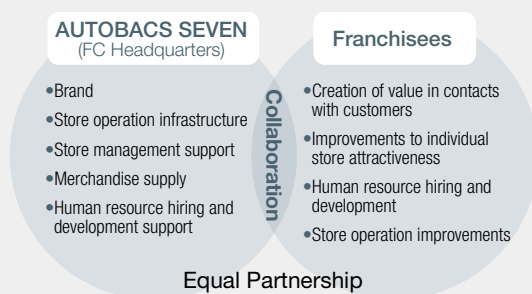 AUTOBACS SEVEN
(FC Headquarters)
•Brand
•Store operation infrastructure
•Store management support
•Merchandise supply
•Human resource hiring and
development support
Collaboration
Franchisees
•Creation of value in contacts
with customers
•Improvements to individual
store attractiveness
•Human resource hiring and
development
•Store operation improvements
Equal Partnership